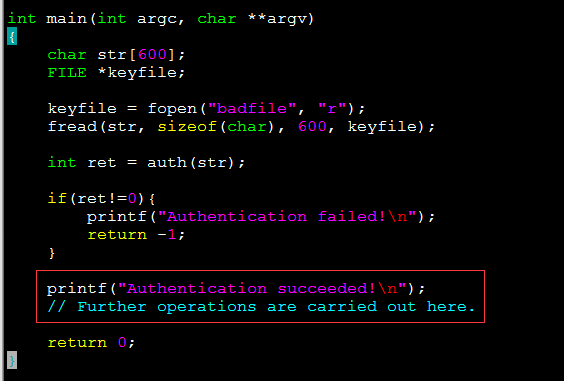 int main(int argc, char **argv)
{
    char str[600];
    FILE *keyfile;

    keyfile = fopen("badfile", "r");
    fread(str, sizeof(char), 600, keyfile);

    int ret = auth(str);

    if(ret!=0){
        printf("Authentication failed!\n");
        return -1;
    }

    printf("Authentication succeeded!\n");
    // Further operations are carried out here.

    return 0;
}